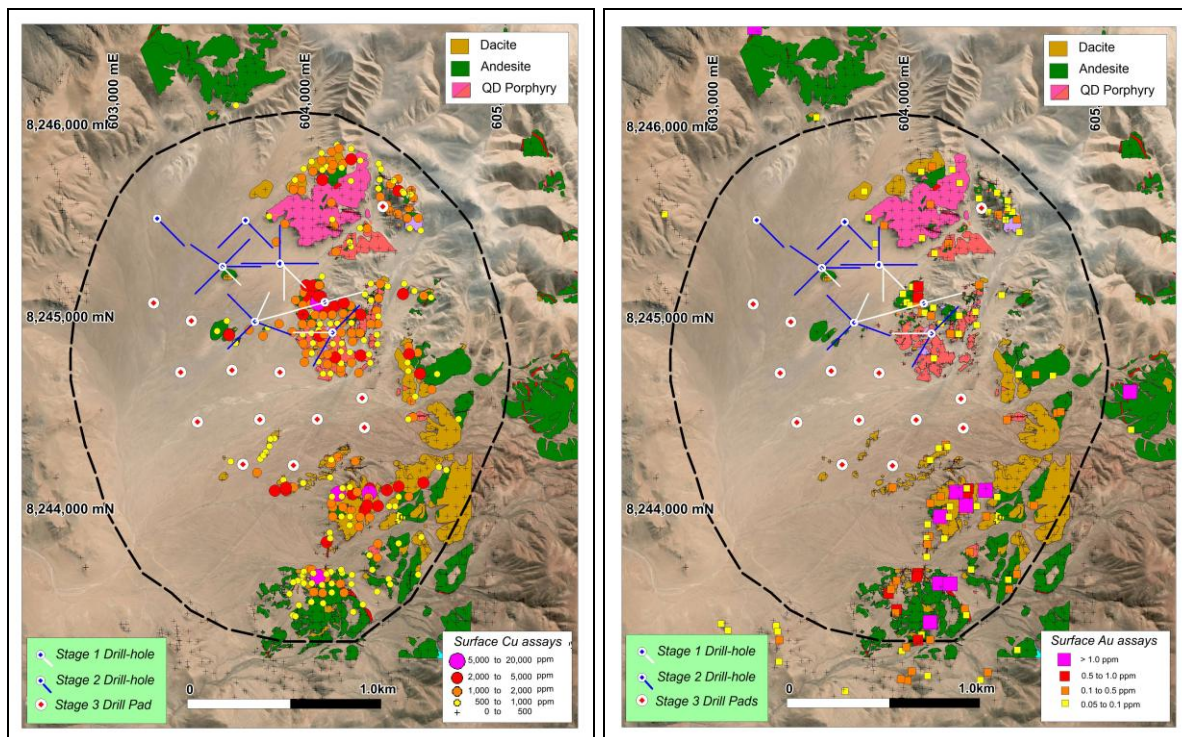 Dacite
Andesite
QD Porphyry
603,000 mE
604,000 mE
8,246,000 mN
8,245,000 mN
8,244,000 mN
Stage 1 Drill-hole
Stage 2 Drill-hole
Stage 3 Drill Pad
0 1.0km
Surface Cu assays
5,000 to 20,000 ppm
2,000 to 5,000 ppm
1,000 to 2,000 ppm
500 to 1,000 ppm
0 to 500
Dacite
Andesite
QD Porphyry
603,000 mE
604,000 mE
8,246,000 mN
8,245,000 mN
8,244,000 mN
Stage 1 Drill-hole
Stage 2 Drill-hole
Stage 3 Drill Pads
0 1.0km
Surface Au assays
> 1.0 ppm
0.5 to 1.0 ppm
0.1 to 0.5 ppm
0.05 to 0.1 ppm